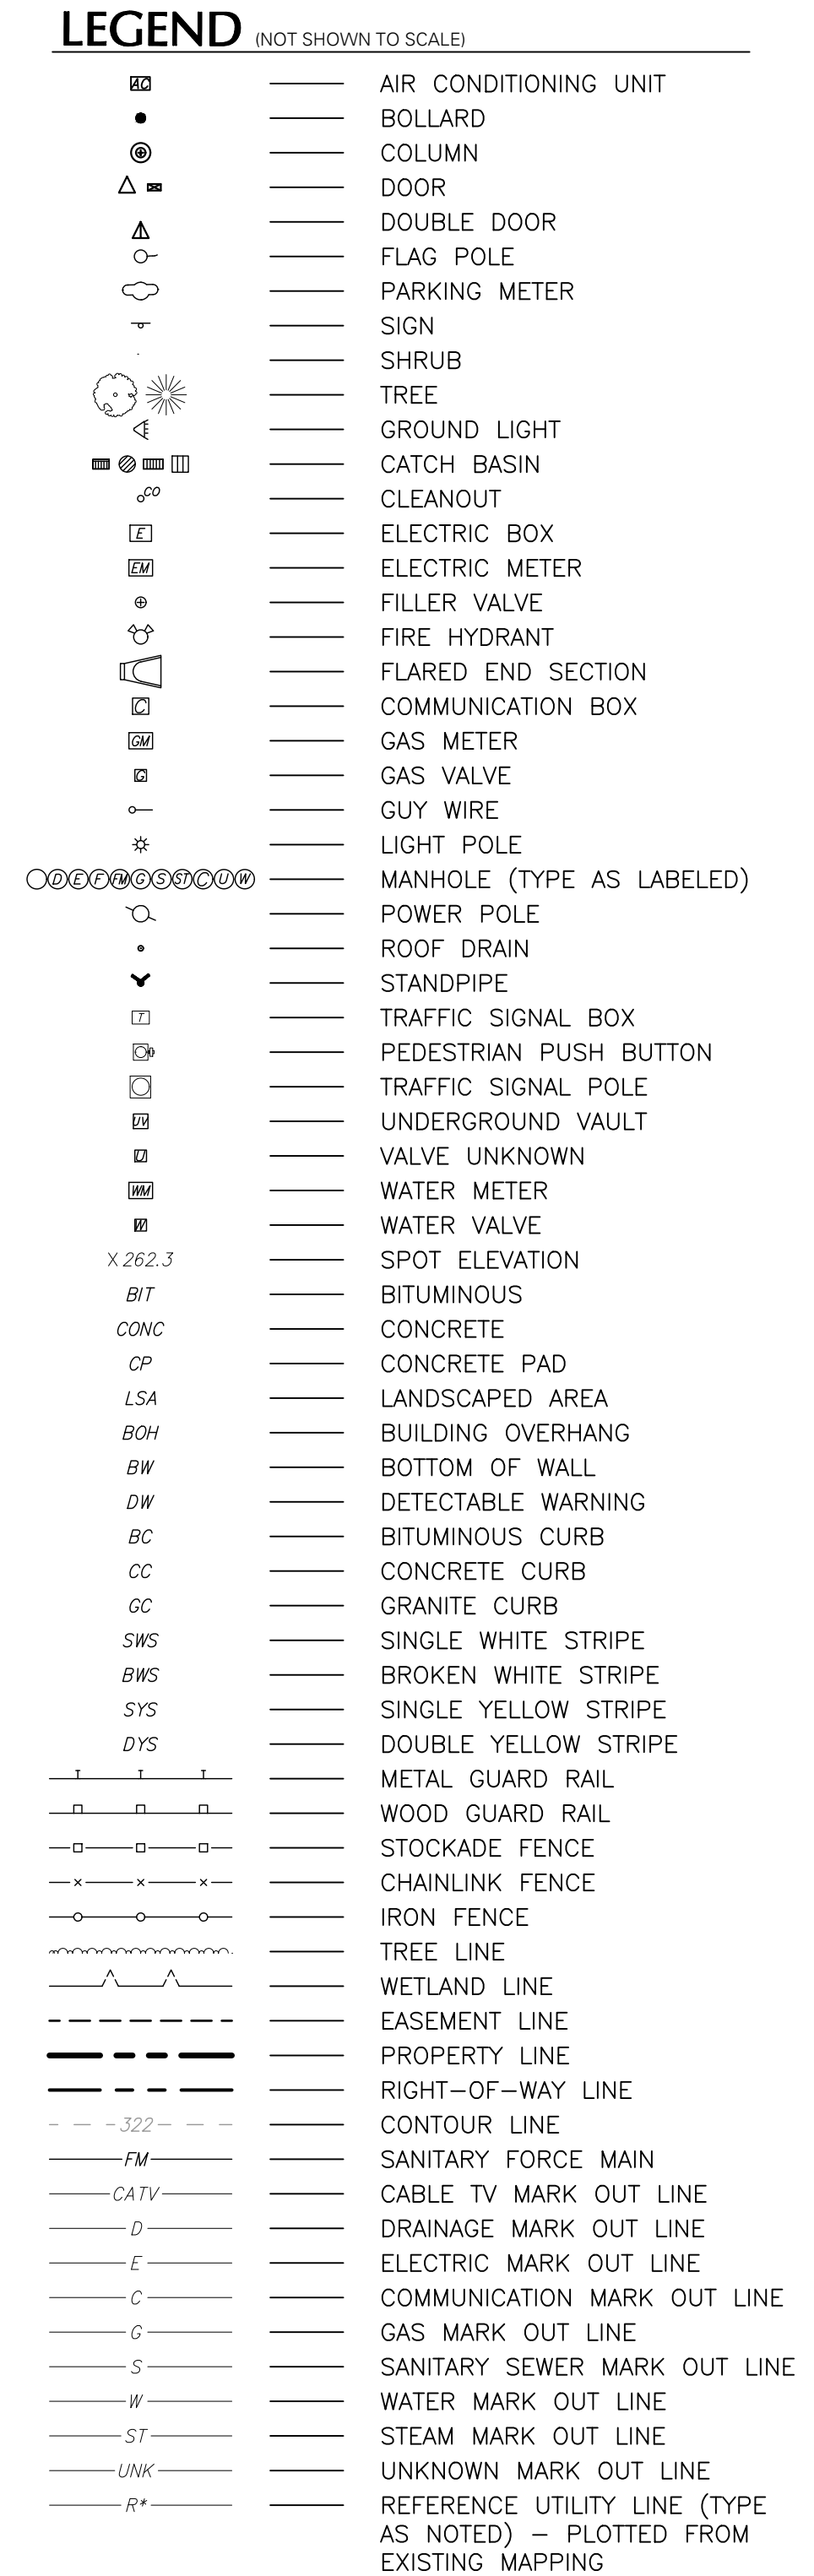 LEGEND (NOT SHOWN TO SCALE)
AC AIR CONDITIONING UNIT
BOLLARD
COLUMN
DOOR
DOUBLE DOOR
FLAG POLE
PARKING METER
SIGN
SHRUB
TREE
GROUND LIGHT
CATCH BASIN
CO CLEANOUT
E ELECTRIC BOX
EM ELECTRIC METER
FILLER VALVE
FIRE HYDRANT
FLARED END SECTION
C COMMUNICATION BOX
GM GAS METER
G GAS VALVE
GUY WIRE
LIGHT POLE
D E F FM G S ST C U W MANHOLE (TYPE AS LABELED)
POWER POLE
ROOF DRAIN
STANDPIPE
T TRAFFIC SIGNAL BOX
PEDESTRIAN PUSH BUTTON
TRAFFIC SIGNAL POLE
UV UNDERGROUND VAULT
U VALVE UNKNOWN
WM WATER METER
W WATER VALVE
X 262.3 SPOT ELEVATION
BIT BITUMINOUS
CONC CONCRETE
CP CONCRETE PAD
LSA LANDSCAPED AREA
BOH BUILDING OVERHANG
BW BOTTOM OF WALL
DW DETECTABLE WARNING
BC BITUMINOUS CURB
CC CONCRETE CURB
GC GRANITE CURB
SWS SINGLE WHITE STRIPE
BWS BROKEN WHITE STRIPE
SYS SINGLE YELLOW STRIPE
DYS DOUBLE YELLOW STRIPE
METAL GUARD RAIL
WOOD GUARD RAIL
STOCKADE FENCE
CHAINLINK FENCE
IRON FENCE
TREE LINE
WETLAND LINE
EASEMENT LINE
PROPERTY LINE
RIGHT-OF-WAY LINE
322 CONTOUR LINE
FM SANITARY FORCE MAIN
CATV CABLE TV MARK OUT LINE
D DRAINAGE MARK OUT LINE
E ELECTRIC MARK OUT LINE
C COMMUNICATION MARK OUT LINE
G GAS MARK OUT LINE
S SANITARY SEWER MARK OUT LINE
W WATER MARK OUT LINE
ST STEAM MARK OUT LINE
UNK UNKNOWN MARK OUT LINE
R* REFERENCE UTILITY LINE (TYPE
AS NOTED) - PLOTTED FROM
EXISTING MAPPING